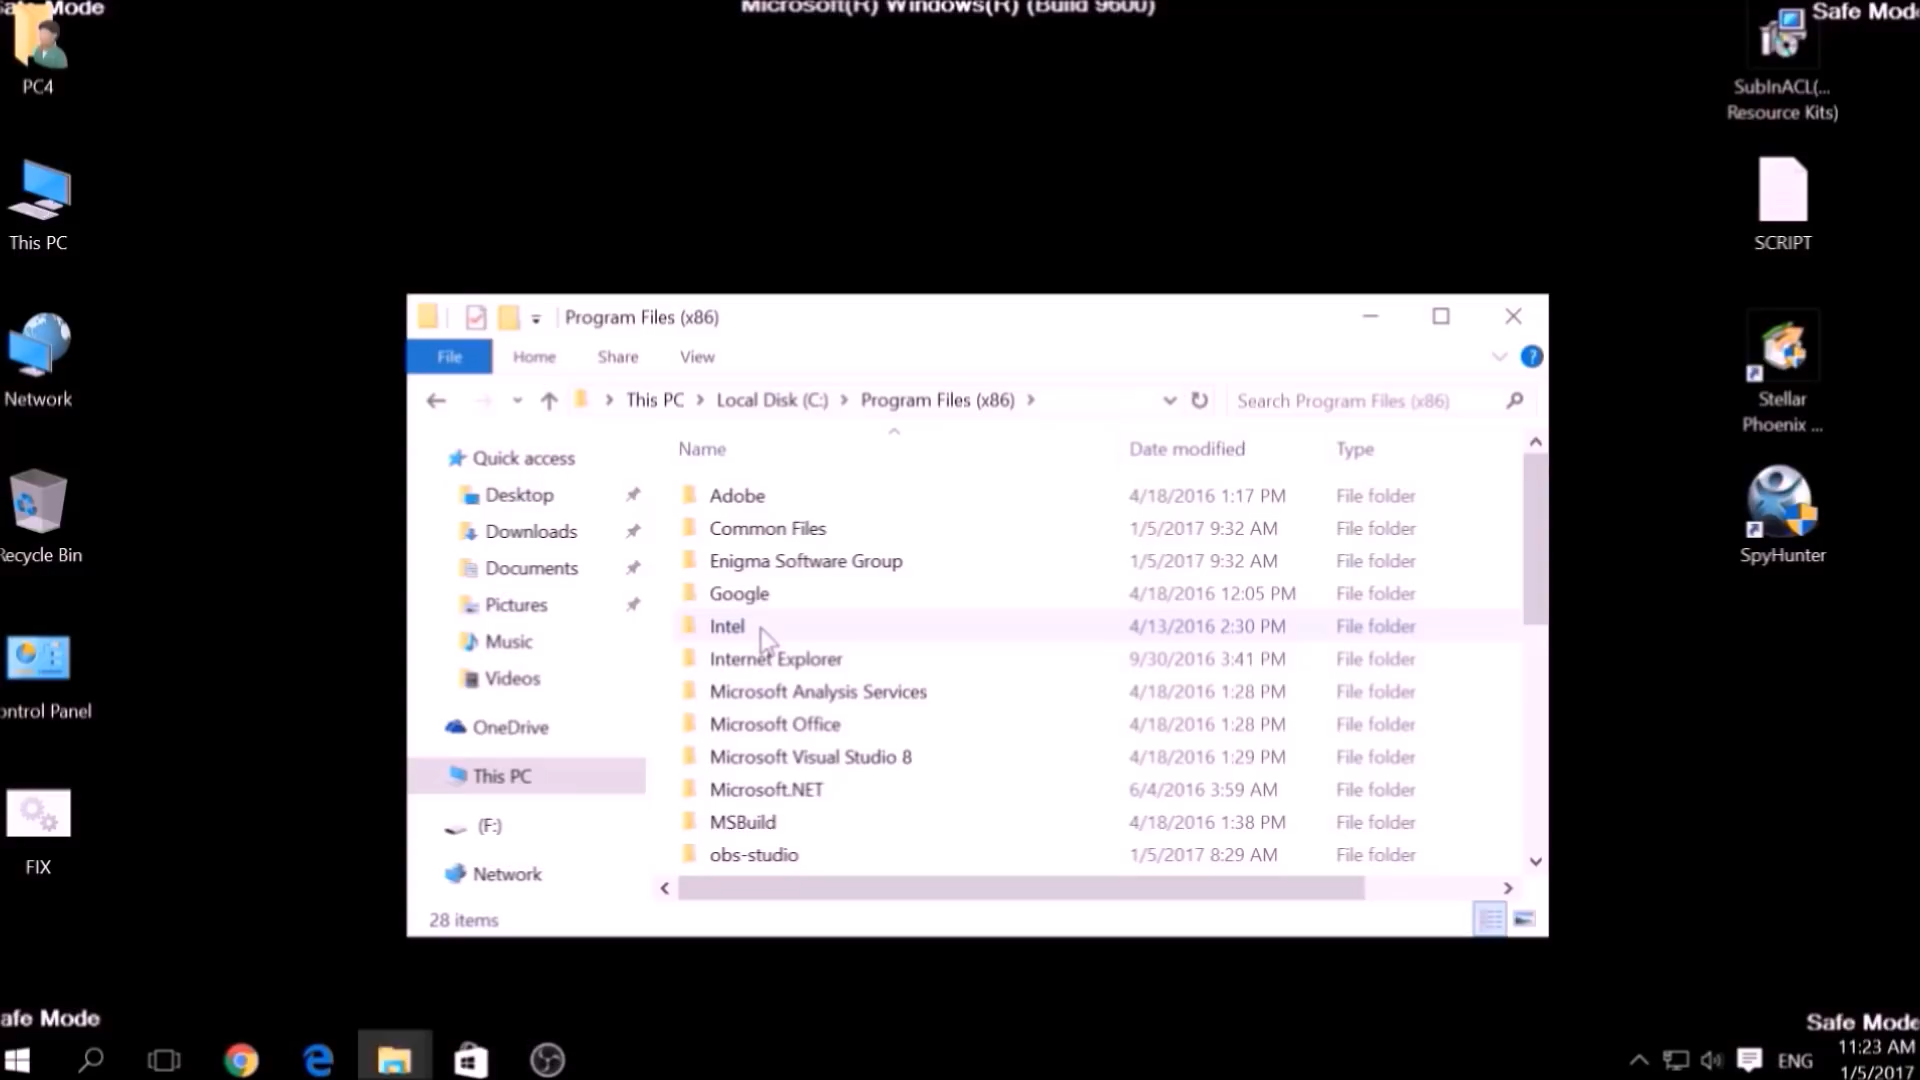 afe Mode
Microsoft(R) Windows(R) (Build 9600)
Safe Mode
PC4
This PC
Network
Recycle Bin
ontrol Panel
FIX
SubInACL(...
Resource Kits)
SCRIPT
Stellar
Phoenix ...
SpyHunter
Program Files (x86)
File Home Share View
This PC > Local Disk (C:) > Program Files (x86) >
Search Program Files (x86)
Quick access
Desktop
Downloads
Documents
Pictures
Music
Videos
OneDrive
This PC
(F:)
Network
Name Date modified Type
Adobe 4/18/2016 1:17 PM File folder
Common Files 1/5/2017 9:32 AM File folder
Enigma Software Group 1/5/2017 9:32 AM File folder
Google 4/18/2016 12:05 PM File folder
Intel 4/13/2016 2:30 PM File folder
Internet Explorer 9/30/2016 3:41 PM File folder
Microsoft Analysis Services 4/18/2016 1:28 PM File folder
Microsoft Office 4/18/2016 1:28 PM File folder
Microsoft Visual Studio 8 4/18/2016 1:29 PM File folder
Microsoft.NET 6/4/2016 3:59 AM File folder
MSBuild 4/18/2016 1:38 PM File folder
obs-studio 1/5/2017 8:29 AM File folder
28 items
afe Mode
Safe Mode
ENG
11:23 AM
1/5/2017